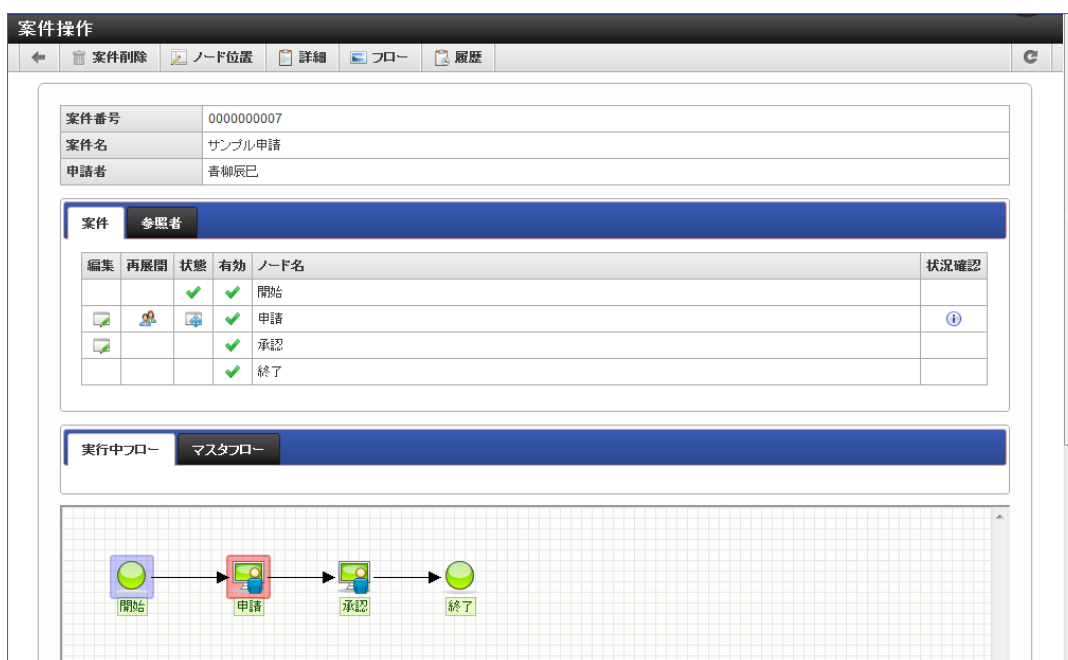 案件操作
案件削除 ノード位置 詳細 フロー 履歴
案件番号 0000000007
案件名 サンプル申請
申請者 青柳辰巳
案件 参照者
編集 再展開 状態 有効 ノード名 状況確認
開始
申請
承認
終了
実行中フロー マスタフロー
開始 申請 承認 終了